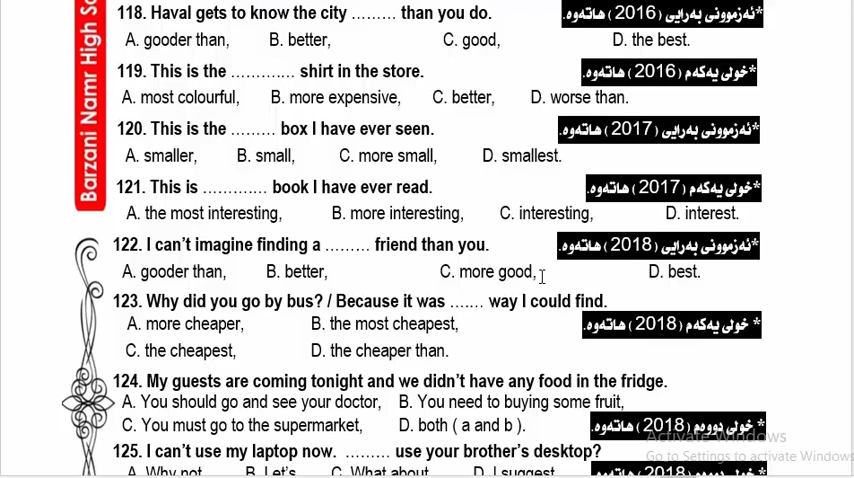 Barzani Namr High Sc
118. Haval gets to know the city ......... than you do. *ئەزموونی بەرایی (2016) هاتەوە.
A. gooder than, B. better, C. good, D. the best.
119. This is the ............ shirt in the store. *خولی یەکەم (2016) هاتەوە.
A. most colourful, B. more expensive, C. better, D. worse than.
120. This is the ......... box I have ever seen. *ئەزموونی بەرایی (2017) هاتەوە.
A. smaller, B. small, C. more small, D. smallest.
121. This is ............. book I have ever read. *خولی یەکەم (2017) هاتەوە.
A. the most interesting, B. more interesting, C. interesting, D. interest.
122. I can't imagine finding a ......... friend than you. *ئەزموونی بەرایی (2018) هاتەوە.
A. gooder than, B. better, C. more good, D. best.
123. Why did you go by bus? / Because it was ....... way I could find.
A. more cheaper, B. the most cheapest, * خولی یەکەم (2018) هاتەوە.
C. the cheapest, D. the cheaper than.
124. My guests are coming tonight and we didn't have any food in the fridge.
A. You should go and see your doctor, B. You need to buying some fruit,
C. You must go to the supermarket, D. both ( a and b ). * خولی دووەم (2018) هاتەوە.
Activate Windows
125. I can't use my laptop now. ......... use your brother's desktop?
Go to Settings to activate Windows
A. Why not B. Let's C. What about D. I suggest